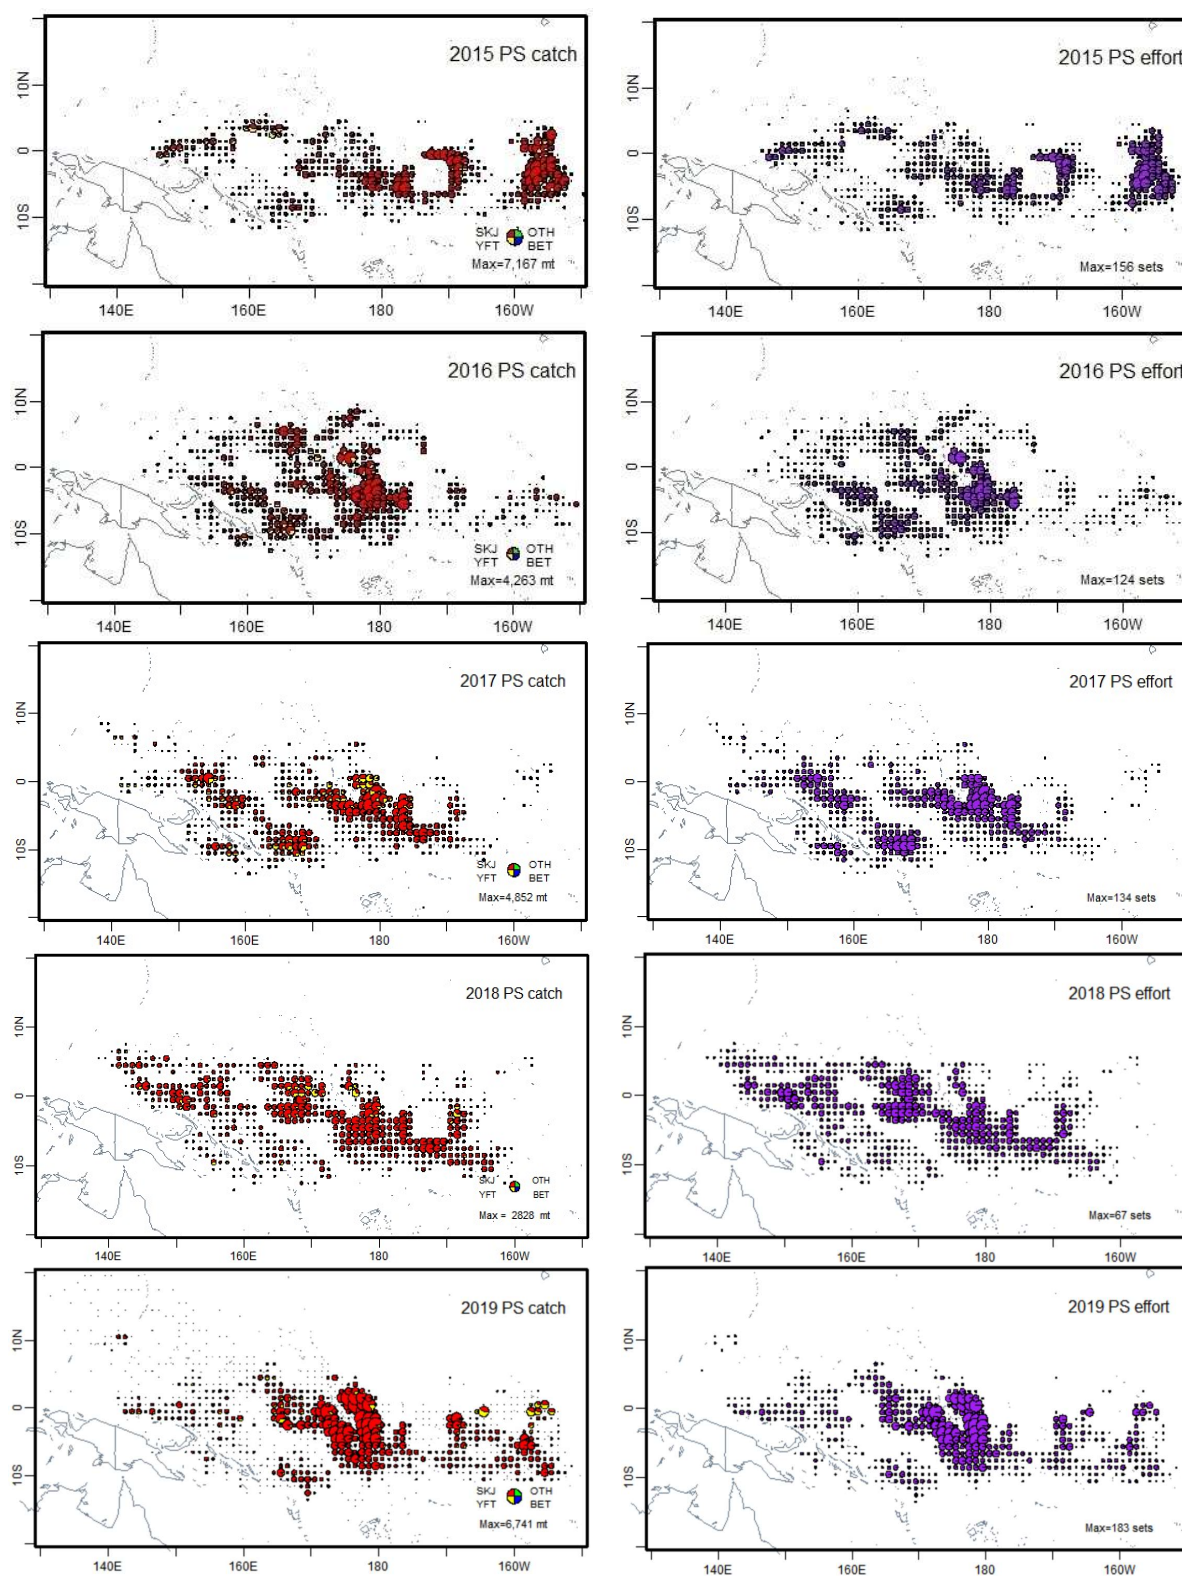 2015 PS catch
10N
0
10S
SKJ OTH
YFT BET
Max=7,167 mt
140E 160E 180 160W
2015 PS effort
10N
0
10S
Max=156 sets
140E 160E 180 160W
2016 PS catch
10N
0
10S
SKJ OTH
YFT BET
Max=4,263 mt
140E 160E 180 160W
2016 PS effort
10N
0
10S
Max=124 sets
140E 160E 180 160W
2017 PS catch
10N
0
10S
SKJ OTH
YFT BET
Max=4,852 mt
140E 160E 180 160W
2017 PS effort
10N
0
10S
Max=134 sets
140E 160E 180 160W
2018 PS catch
10N
0
10S
SKJ OTH
YFT BET
Max = 2828 mt
140E 160E 180 160W
2018 PS effort
10N
0
10S
Max=67 sets
140E 160E 180 160W
2019 PS catch
10N
0
10S
SKJ OTH
YFT BET
Max=6,741 mt
140E 160E 180 160W
2019 PS effort
10N
0
10S
Max=183 sets
140E 160E 180 160W